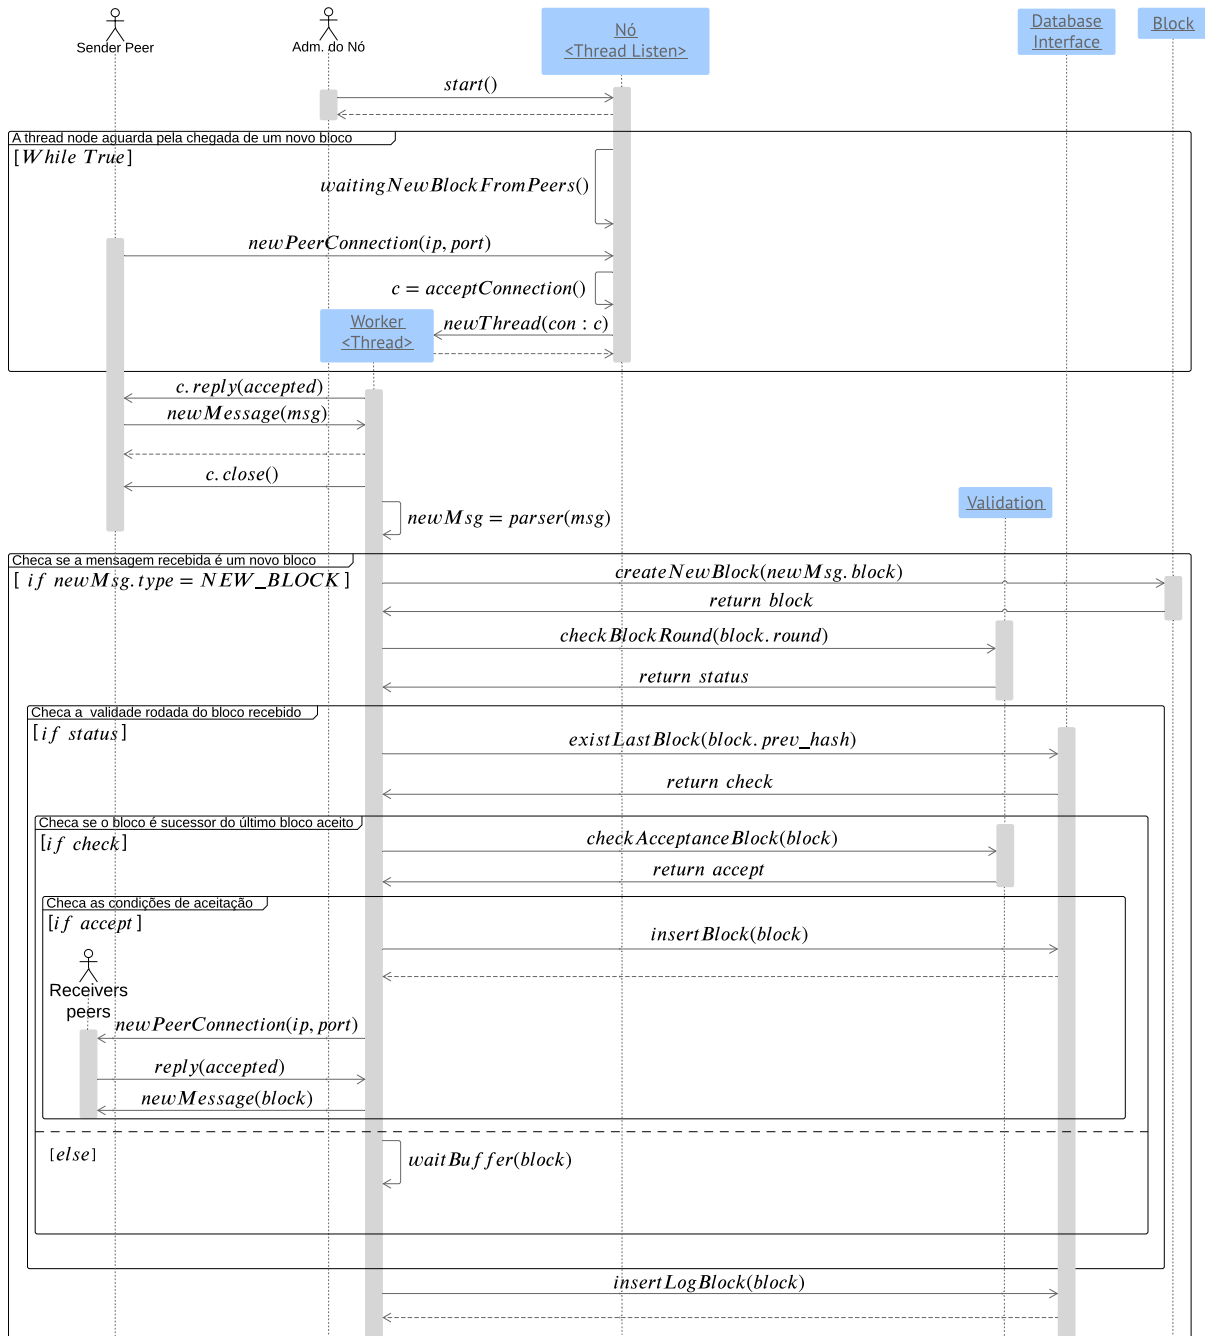 Sender Peer
Adm. do Nó
Nó
<Thread Listen>
Database
Interface
Block
start()
A thread node aguarda pela chegada de um novo bloco
[While True]
waitingNewBlockFromPeers()
newPeerConnection(ip, port)
c = acceptConnection()
Worker
<Thread>
newThread(con : c)
c.reply(accepted)
newMessage(msg)
c.close()
Validation
newMsg = parser(msg)
Checa se a mensagem recebida é um novo bloco
[ if newMsg.type = NEW_BLOCK ]
createNewBlock(newMsg.block)
return block
checkBlockRound(block.round)
return status
Checa a  validade rodada do bloco recebido
[if status]
existLastBlock(block.prev_hash)
return check
Checa se o bloco é sucessor do último bloco aceito
[if check]
checkAcceptanceBlock(block)
return accept
Checa as condições de aceitação
[if accept]
insertBlock(block)
Receivers
peers
newPeerConnection(ip, port)
reply(accepted)
newMessage(block)
[else]
waitBuffer(block)
insertLogBlock(block)